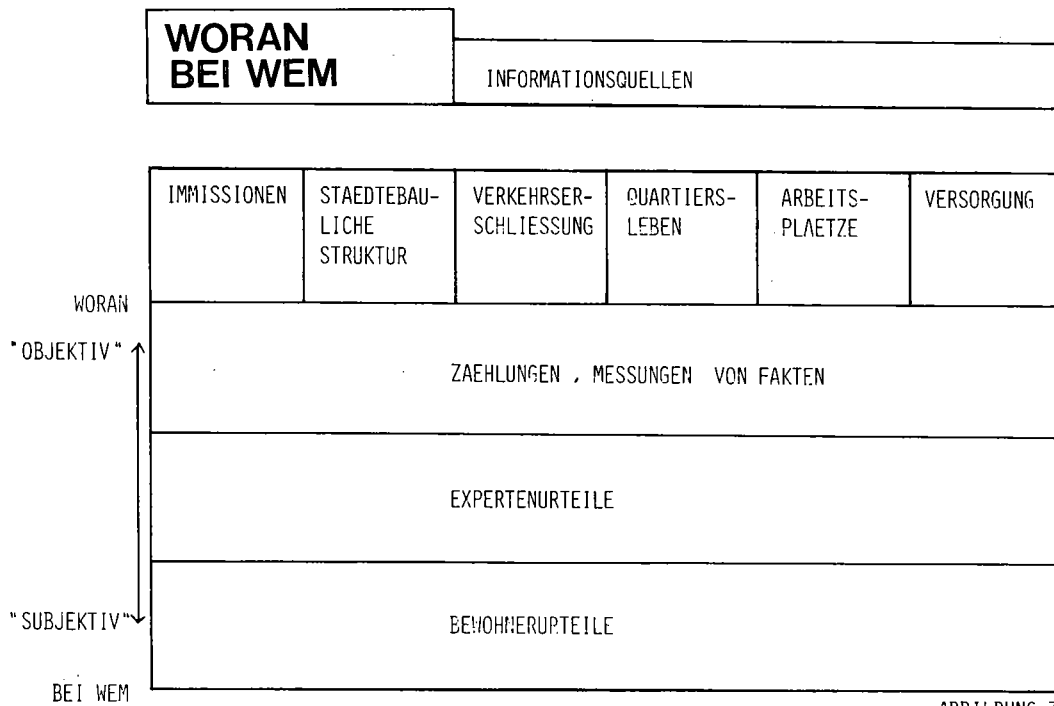 WORAN
BEI WEM
INFORMATIONSQUELLEN
IMMISSIONEN
STAEDTEBAU-
LICHE
STRUKTUR
VERKEHRSER-
SCHLIESSUNG
QUARTIERS-
LEBEN
ARBEITS-
PLAETZE
VERSORGUNG
WORAN
"OBJEKTIV"
ZAEHLUNGEN , MESSUNGEN VON FAKTEN
EXPERTENURTEILE
"SUBJEKTIV"
BEWOHNERURTEILE
BEI WEM
ABBILDUNG